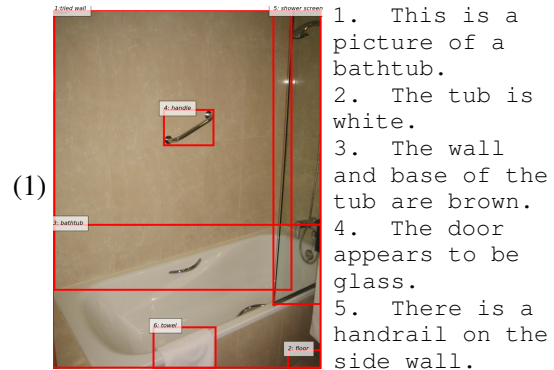 1:tiled wall
5: shower screen
4: handle
3: bathtub
6: towel
2: floor
(1)
1. This is a
picture of a
bathtub.
2. The tub is
white.
3. The wall
and base of the
tub are brown.
4. The door
appears to be
glass.
5. There is a
handrail on the
side wall.